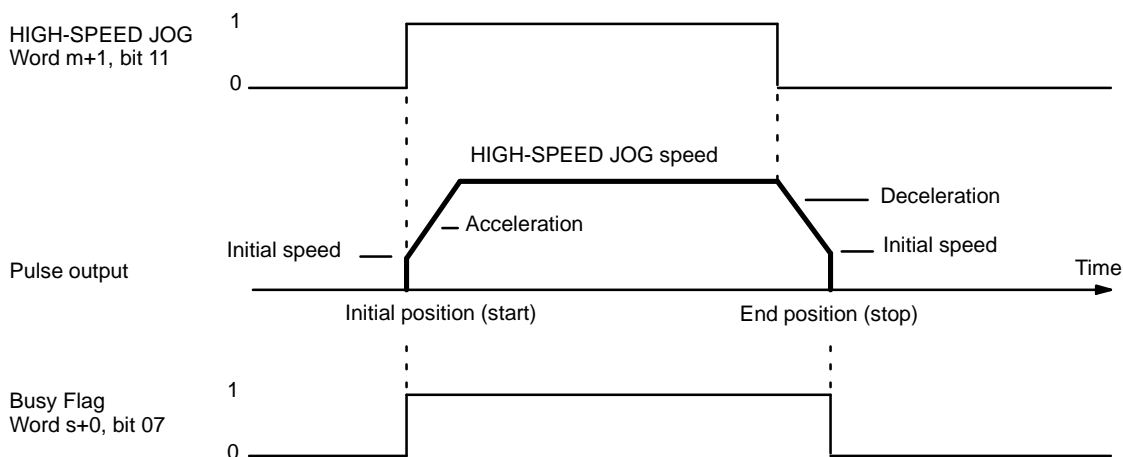 HIGH-SPEED JOG
Word m+1, bit 11
1
0
HIGH-SPEED JOG speed
Deceleration
Acceleration
Initial speed
Initial speed
Pulse output
Time
Initial position (start)
End position (stop)
Busy Flag
Word s+0, bit 07
1
0